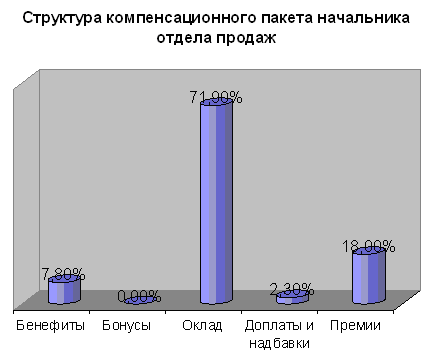 Структура компенсационного пакета начальника
отдела продаж
71,90%
18,00%
7,80%
2,30%
0,00%
Бенефиты Бонусы Оклад Доплаты и Премии
надбавки